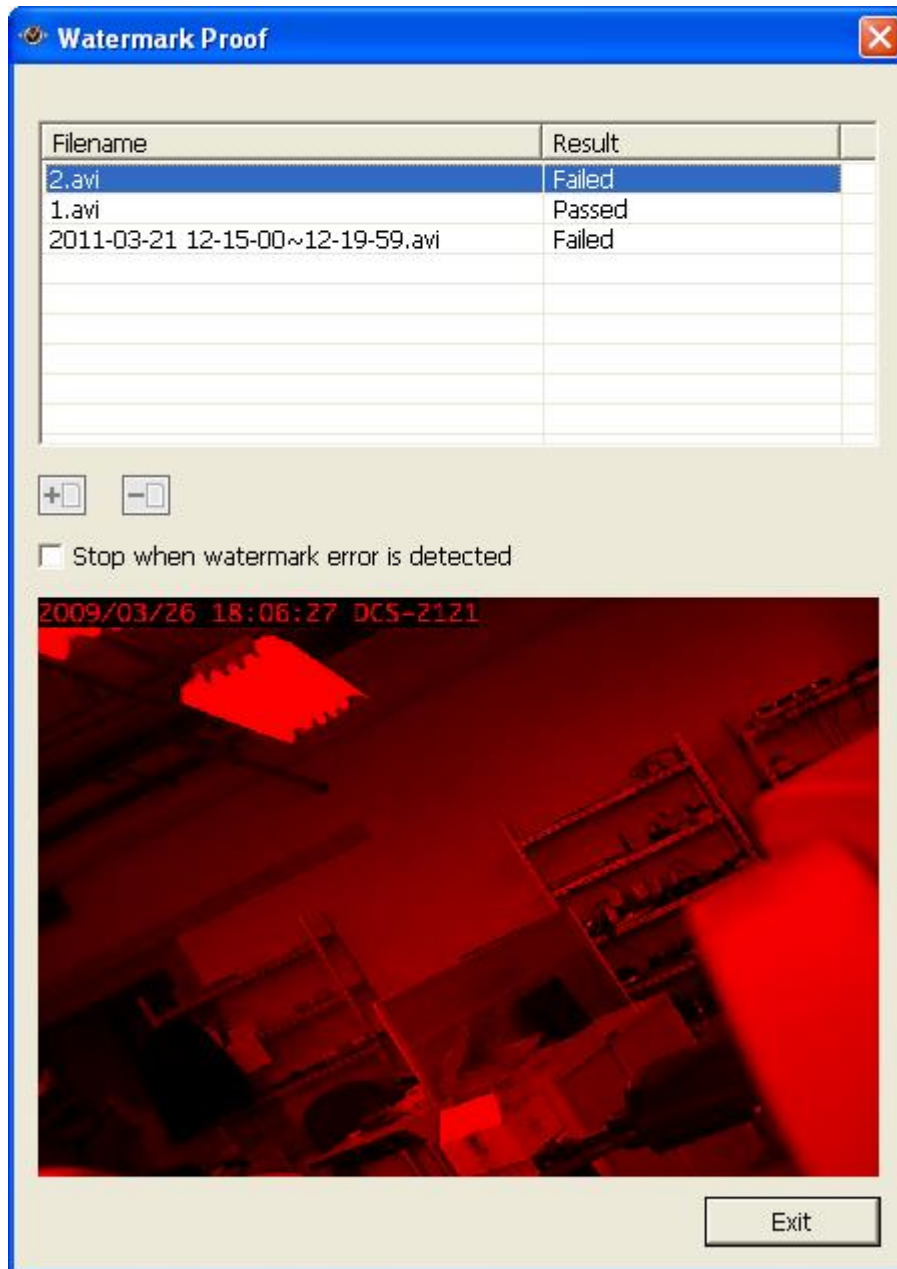 Watermark Proof
Filename Result
2.avi Failed
1.avi Passed
2011-03-21 12-15-00~12-19-59.avi Failed
Stop when watermark error is detected
2009/03/26 18:06:27 DCS-2121
Exit